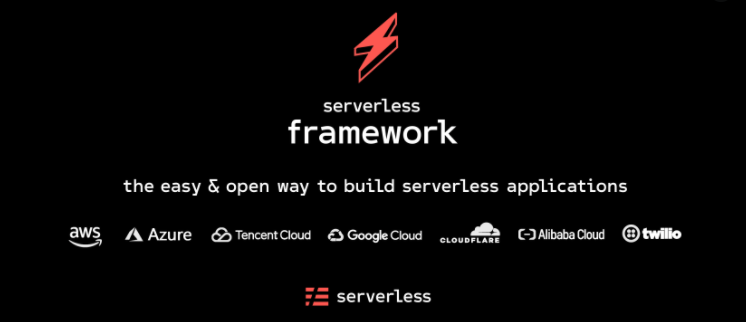 serverless
framework
the easy & open way to build serverless applications
aws Azure Tencent Cloud Google Cloud CLOUDFLARE Alibaba Cloud twilio
serverless